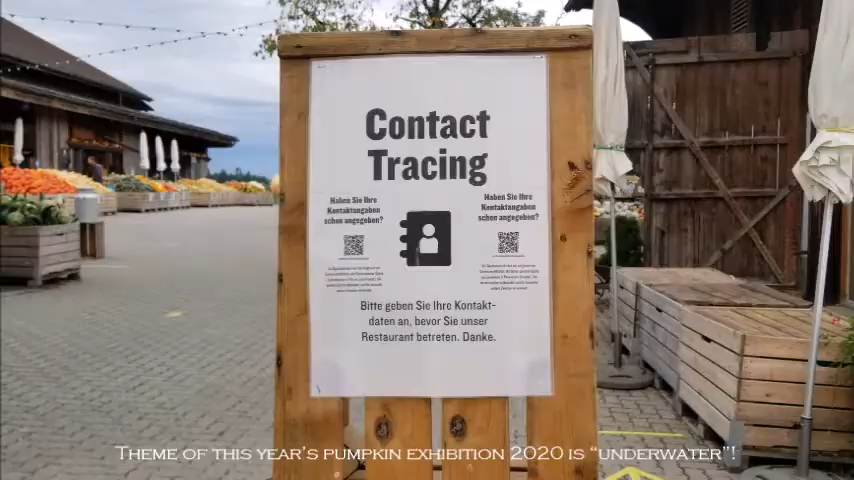 Contact
Tracing
Haben Sie Ihre
Kontaktangaben
schon angegeben?
Haben Sie Ihre
Kontaktangaben
schon angegeben?
Bitte geben Sie Ihre Kontakt-
daten an, bevor Sie unser
Restaurant betreten. Danke.
Theme of this year's pumpkin exhibition 2020 is "underwater"!